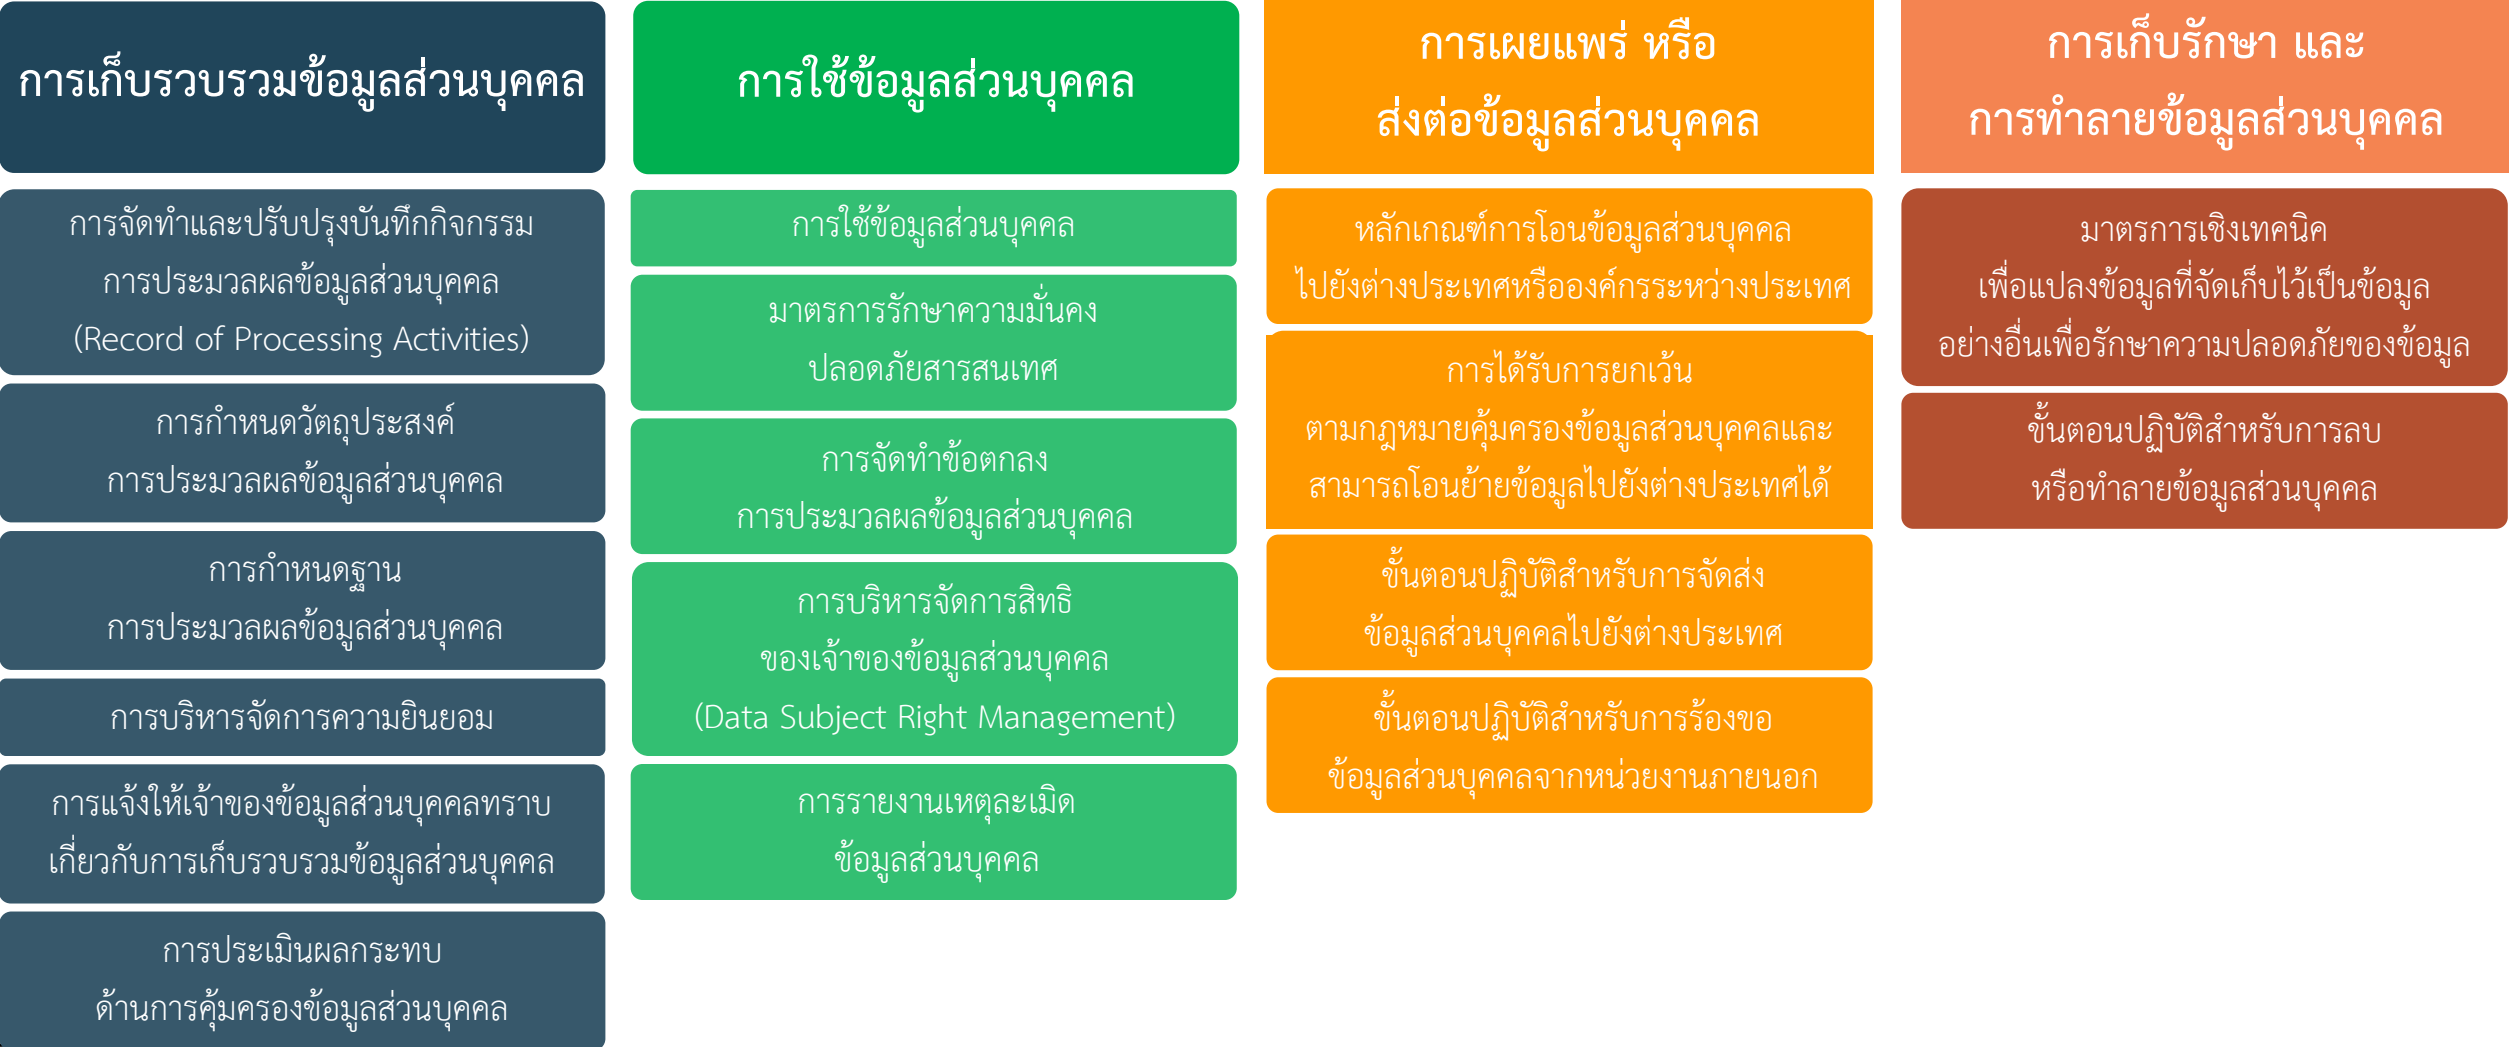 การเก็บรวบรวมข้อมูลส่วนบุคคล
การจัดทำและปรับปรุงบันทึกกิจกรรม
การประมวลผลข้อมูลส่วนบุคคล
(Record of Processing Activities)
การกำหนดวัตถุประสงค์
การประมวลผลข้อมูลส่วนบุคคล
การกำหนดฐาน
การประมวลผลข้อมูลส่วนบุคคล
การบริหารจัดการความยินยอม
การแจ้งให้เจ้าของข้อมูลส่วนบุคคลทราบ
เกี่ยวกับการเก็บรวบรวมข้อมูลส่วนบุคคล
การประเมินผลกระทบ
ด้านการคุ้มครองข้อมูลส่วนบุคคล
การใช้ข้อมูลส่วนบุคคล
การใช้ข้อมูลส่วนบุคคล
มาตรการรักษาความมั่นคง
ปลอดภัยสารสนเทศ
การจัดทำข้อตกลง
การประมวลผลข้อมูลส่วนบุคคล
การบริหารจัดการสิทธิ
ของเจ้าของข้อมูลส่วนบุคคล
(Data Subject Right Management)
การรายงานเหตุละเมิด
ข้อมูลส่วนบุคคล
การเผยแพร่ หรือ
ส่งต่อข้อมูลส่วนบุคคล
หลักเกณฑ์การโอนข้อมูลส่วนบุคคล
ไปยังต่างประเทศหรือองค์กรระหว่างประเทศ
การได้รับการยกเว้น
ตามกฎหมายคุ้มครองข้อมูลส่วนบุคคลและ
สามารถโอนย้ายข้อมูลไปยังต่างประเทศได้
ขั้นตอนปฏิบัติสำหรับการจัดส่ง
ข้อมูลส่วนบุคคลไปยังต่างประเทศ
ขั้นตอนปฏิบัติสำหรับการร้องขอ
ข้อมูลส่วนบุคคลจากหน่วยงานภายนอก
การเก็บรักษา และ
การทำลายข้อมูลส่วนบุคคล
มาตรการเชิงเทคนิค
เพื่อแปลงข้อมูลที่จัดเก็บไว้เป็นข้อมูล
อย่างอื่นเพื่อรักษาความปลอดภัยของข้อมูล
ขั้นตอนปฏิบัติสำหรับการลบ
หรือทำลายข้อมูลส่วนบุคคล